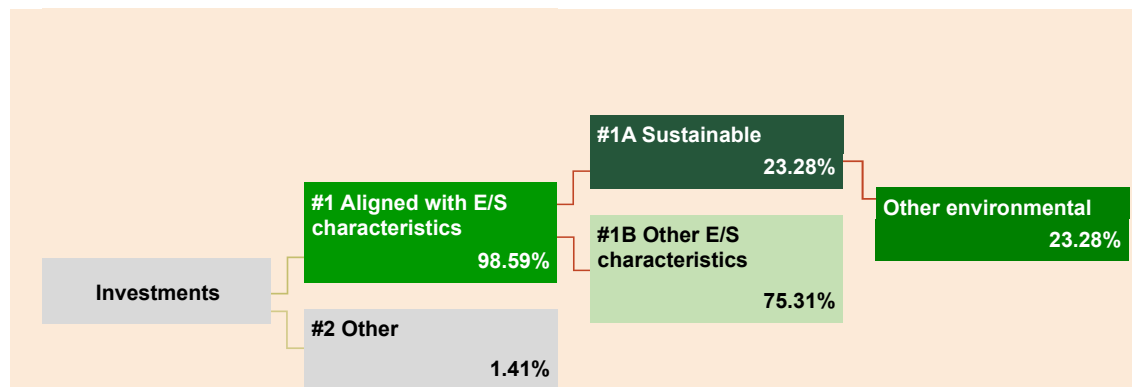 #1A Sustainable
23.28%
#1 Aligned with E/S
characteristics
98.59%
Other environmental
23.28%
#1B Other E/S
characteristics
75.31%
Investments
#2 Other
1.41%